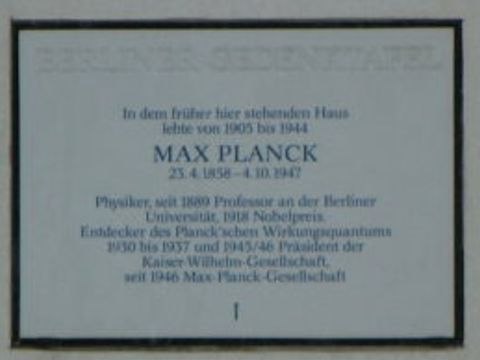 BERLINER GEDENKTAFEL
In dem früher hier stehenden Haus
lebte von 1905 bis 1944
MAX PLANCK
23. 4. 1858 – 4. 10. 1947
Physiker, seit 1889 Professor an der Berliner
Universität, 1918 Nobelpreis.
Entdecker des Planck'schen Wirkungsquantums
1930 bis 1937 und 1945/46 Präsident der
Kaiser-Wilhelm-Gesellschaft,
seit 1946 Max-Planck-Gesellschaft